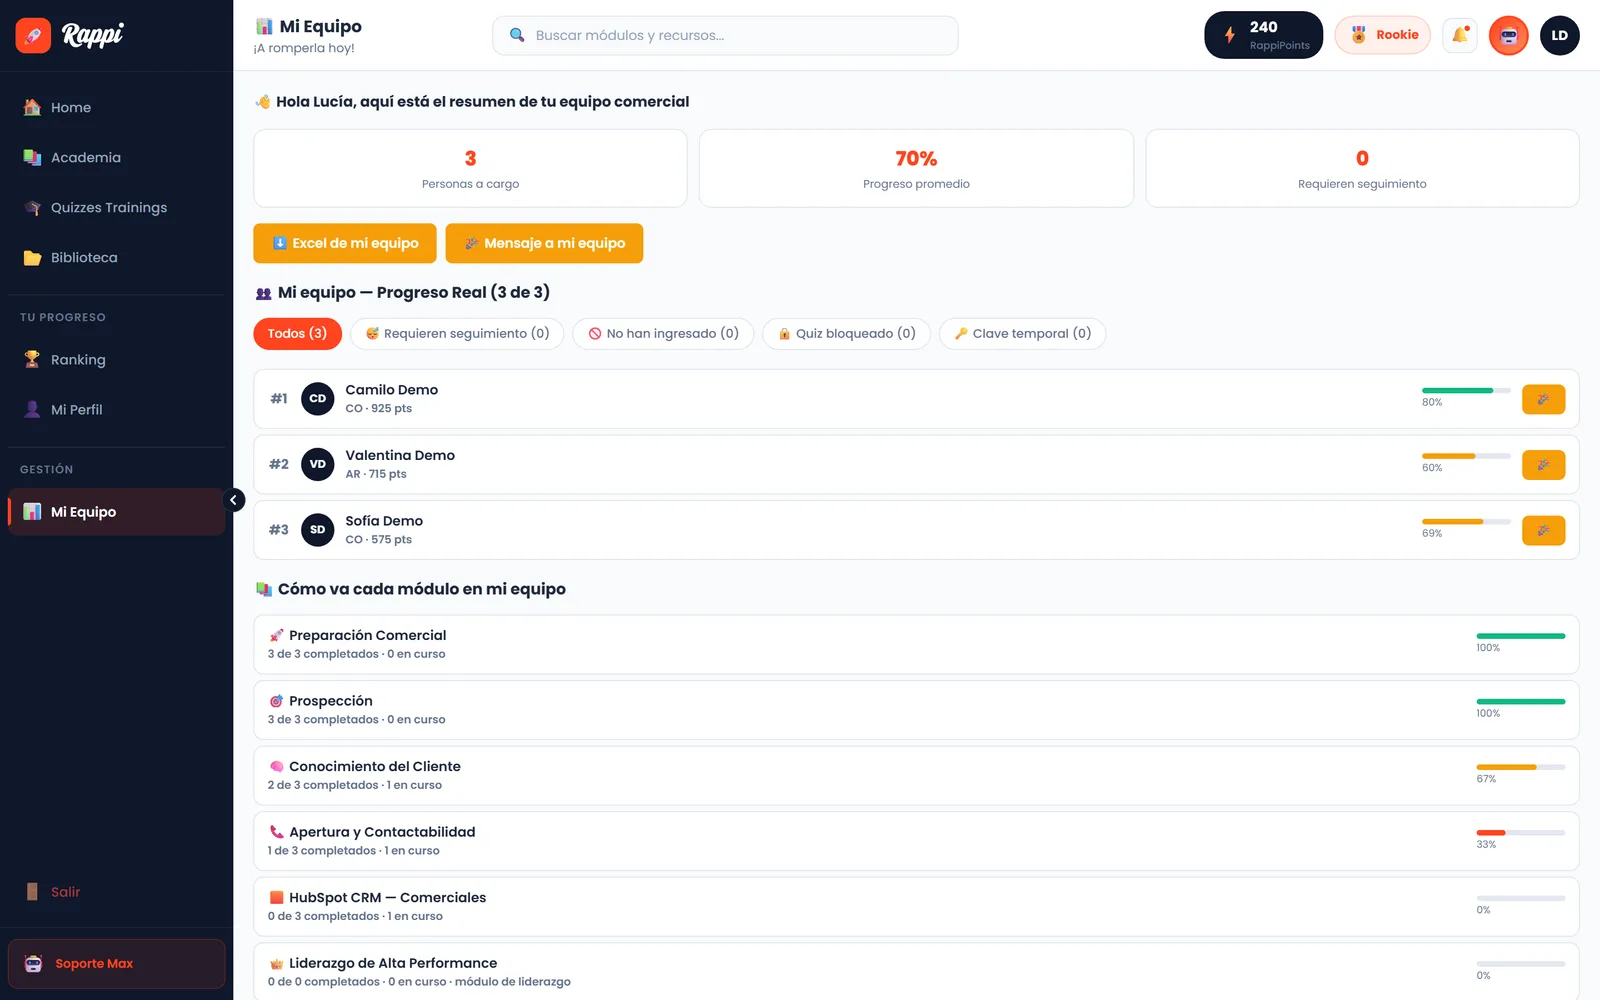 Rappi
Mi Equipo
¡A romperla hoy!
Buscar módulos y recursos...
240
RappiPoints
Rookie
LD
Home
Academia
Quizzes Trainings
Biblioteca
TU PROGRESO
Ranking
Mi Perfil
GESTIÓN
Mi Equipo
Salir
Soporte Max
Hola Lucía, aquí está el resumen de tu equipo comercial
3
Personas a cargo
70%
Progreso promedio
0
Requieren seguimiento
Excel de mi equipo
Mensaje a mi equipo
Mi equipo — Progreso Real (3 de 3)
Todos (3)
Requieren seguimiento (0)
No han ingresado (0)
Quiz bloqueado (0)
Clave temporal (0)
#1
CD
Camilo Demo
CO · 925 pts
80%
#2
VD
Valentina Demo
AR · 715 pts
60%
#3
SD
Sofía Demo
CO · 575 pts
69%
Cómo va cada módulo en mi equipo
Preparación Comercial
3 de 3 completados · 0 en curso
100%
Prospección
3 de 3 completados · 0 en curso
100%
Conocimiento del Cliente
2 de 3 completados · 1 en curso
67%
Apertura y Contactabilidad
1 de 3 completados · 1 en curso
33%
HubSpot CRM — Comerciales
0 de 3 completados · 1 en curso
0%
Liderazgo de Alta Performance
0 de 0 completados · 0 en curso · módulo de liderazgo
0%